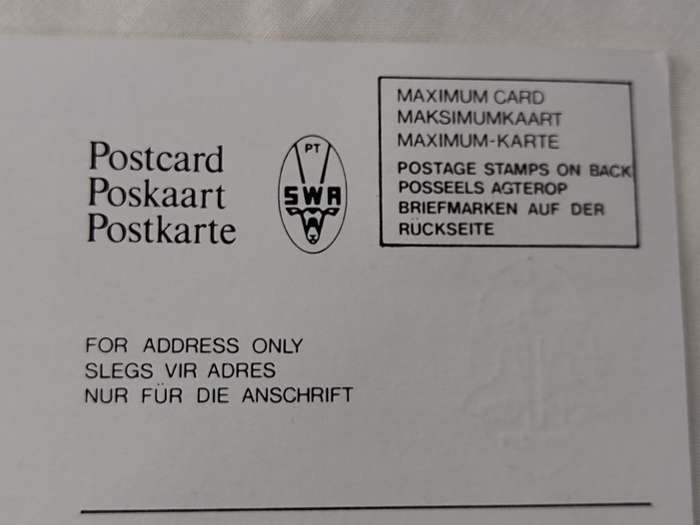 Postcard
Poskaart
Postkarte
PT
SWA
MAXIMUM CARD
MAKSIMUMKAART
MAXIMUM-KARTE
POSTAGE STAMPS ON BACK
POSSEELS AGTEROP
BRIEFMARKEN AUF DER
RÜCKSEITE
FOR ADDRESS ONLY
SLEGS VIR ADRES
NUR FÜR DIE ANSCHRIFT